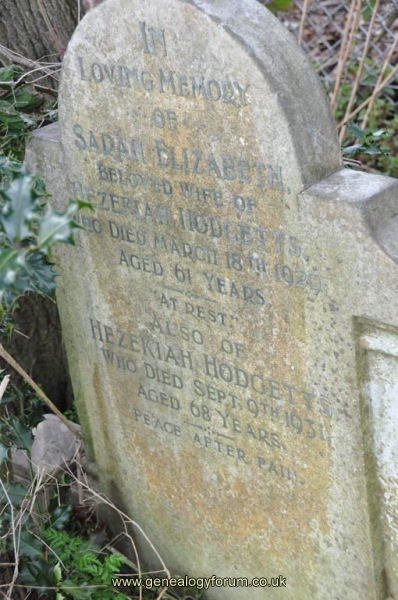 IN
LOVING MEMORY
OF
SARAH ELIZABETH,
BELOVED WIFE OF
HEZEKIAH HODGETTS,
WHO DIED MARCH 18TH 1929,
AGED 61 YEARS.
"AT REST."
ALSO OF
HEZEKIAH HODGETTS,
WHO DIED SEPT. 9TH 1931,
AGED 68 YEARS.
PEACE AFTER PAIN.
www.genealogyforum.co.uk